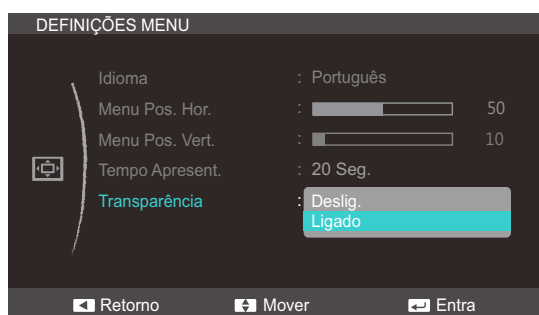 DEFINIÇÕES MENU
Idioma : Português
Menu Pos. Hor. : 50
Menu Pos. Vert. : 10
Tempo Apresent. : 20 Seg.
Transparência : Deslig.
Ligado
Retorno Mover Entra